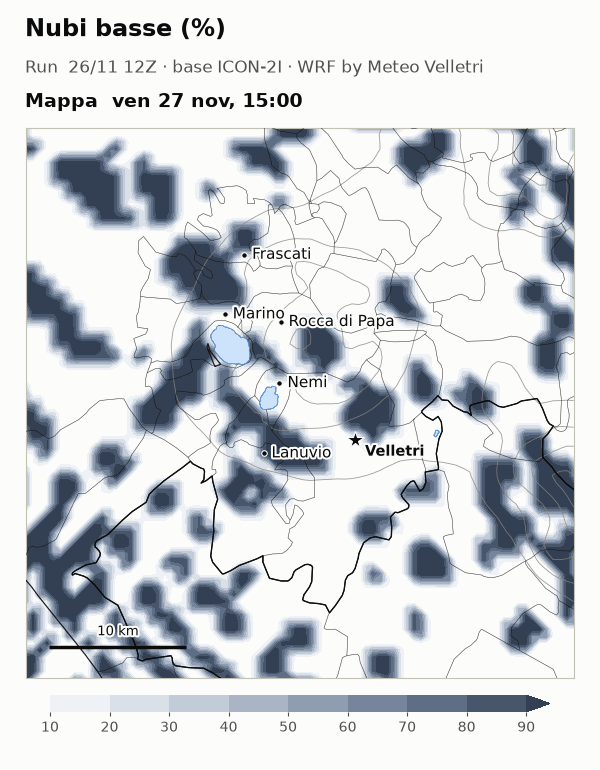 Nubi basse (%)
Run  26/11 12Z · base ICON-2I · WRF by Meteo Velletri
Mappa  ven 27 nov, 15:00
Frascati
Marino
Rocca di Papa
Nemi
Velletri
Lanuvio
10 km
10 20 30 40 50 60 70 80 90